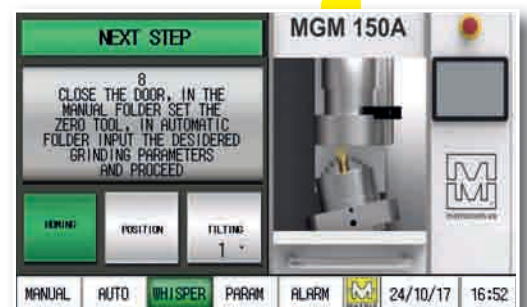 NEXT STEP
MGM 150A
8
CLOSE THE DOOR, IN THE
MANUAL FOLDER SET THE
ZERO TOOL, IN AUTOMATIC
FOLDER INPUT THE DESIDERED
GRINDING PARAMETERS
AND PROCEED
HOMING
POSITION
TILTING
1 °
MANUAL AUTO WHISPER PARAM ALARM 24/10/17 16:52